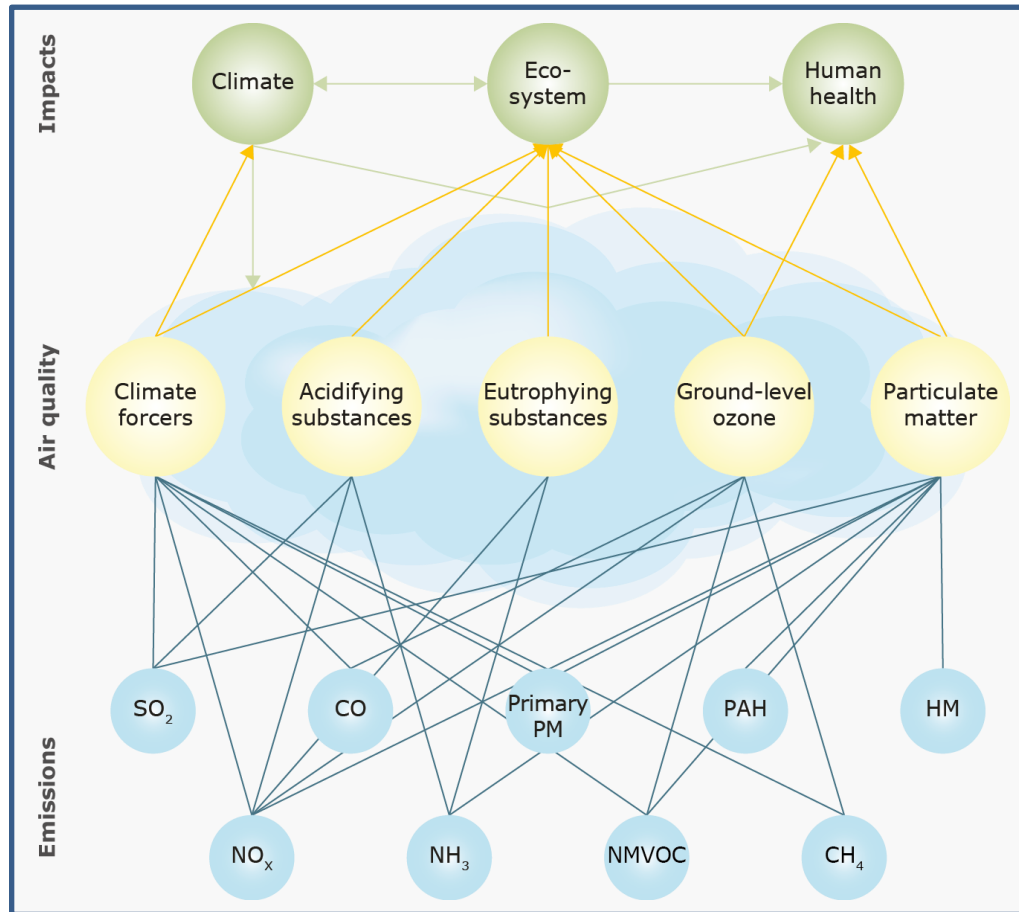 Impacts
Climate
Eco-
system
Human
health
Air quality
Climate
forcers
Acidifying
substances
Eutrophying
substances
Ground-level
ozone
Particulate
matter
Emissions
SO₂
CO
Primary
PM
PAH
HM
NOₓ
NH₃
NMVOC
CH₄